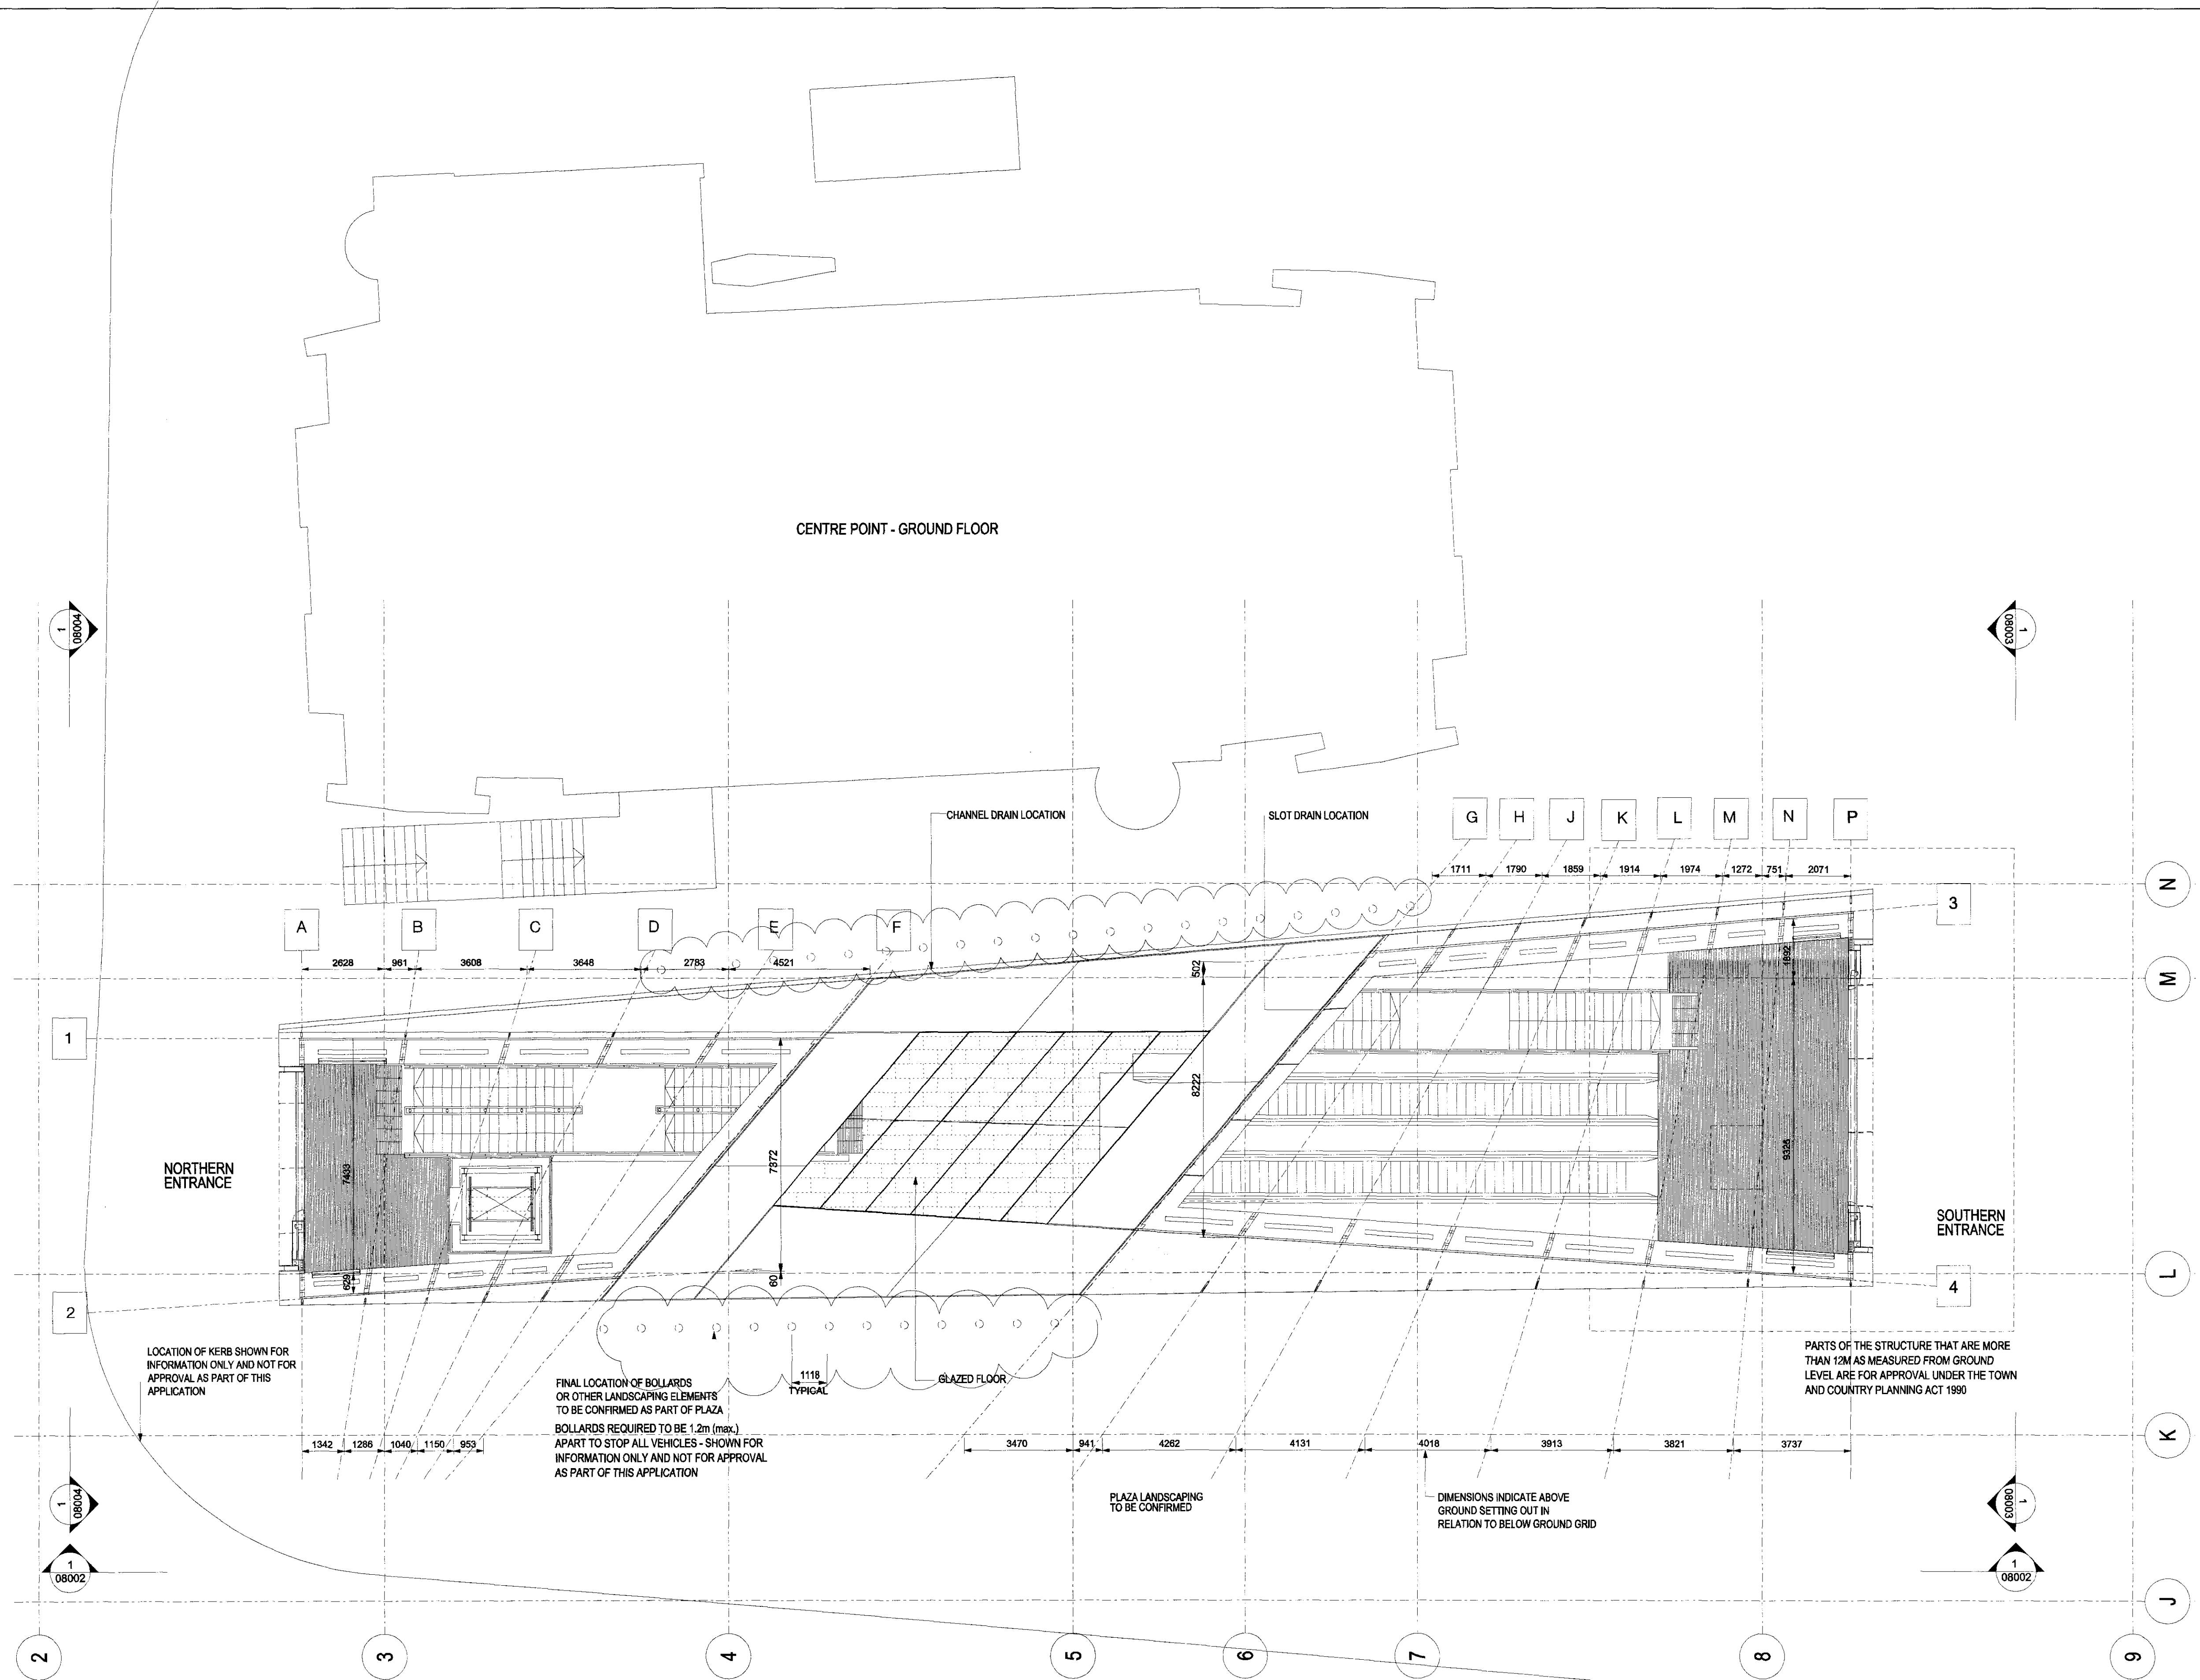 CENTRE POINT - GROUND FLOOR
1
08004
1
08003
CHANNEL DRAIN LOCATION
SLOT DRAIN LOCATION
G
H
J
K
L
M
N
P
1711
1790
1859
1914
1974
1272
751
2071
N
3
A
B
C
D
E
F
2628
961
3608
3648
2783
4521
502
1892
M
1
7433
7372
8222
9326
NORTHERN
ENTRANCE
SOUTHERN
ENTRANCE
629
60
L
2
4
LOCATION OF KERB SHOWN FOR
INFORMATION ONLY AND NOT FOR
APPROVAL AS PART OF THIS
APPLICATION
PARTS OF THE STRUCTURE THAT ARE MORE
THAN 12M AS MEASURED FROM GROUND
LEVEL ARE FOR APPROVAL UNDER THE TOWN
AND COUNTRY PLANNING ACT 1990
FINAL LOCATION OF BOLLARDS
OR OTHER LANDSCAPING ELEMENTS
TO BE CONFIRMED AS PART OF PLAZA
1118
TYPICAL
GLAZED FLOOR
BOLLARDS REQUIRED TO BE 1.2m (max.)
APART TO STOP ALL VEHICLES - SHOWN FOR
INFORMATION ONLY AND NOT FOR APPROVAL
AS PART OF THIS APPLICATION
1342
1286
1040
1150
953
3470
941
4262
4131
4018
3913
3821
3737
K
PLAZA LANDSCAPING
TO BE CONFIRMED
DIMENSIONS INDICATE ABOVE
GROUND SETTING OUT IN
RELATION TO BELOW GROUND GRID
1
08004
1
08003
1
08002
1
08002
J
2
3
4
5
6
7
8
9